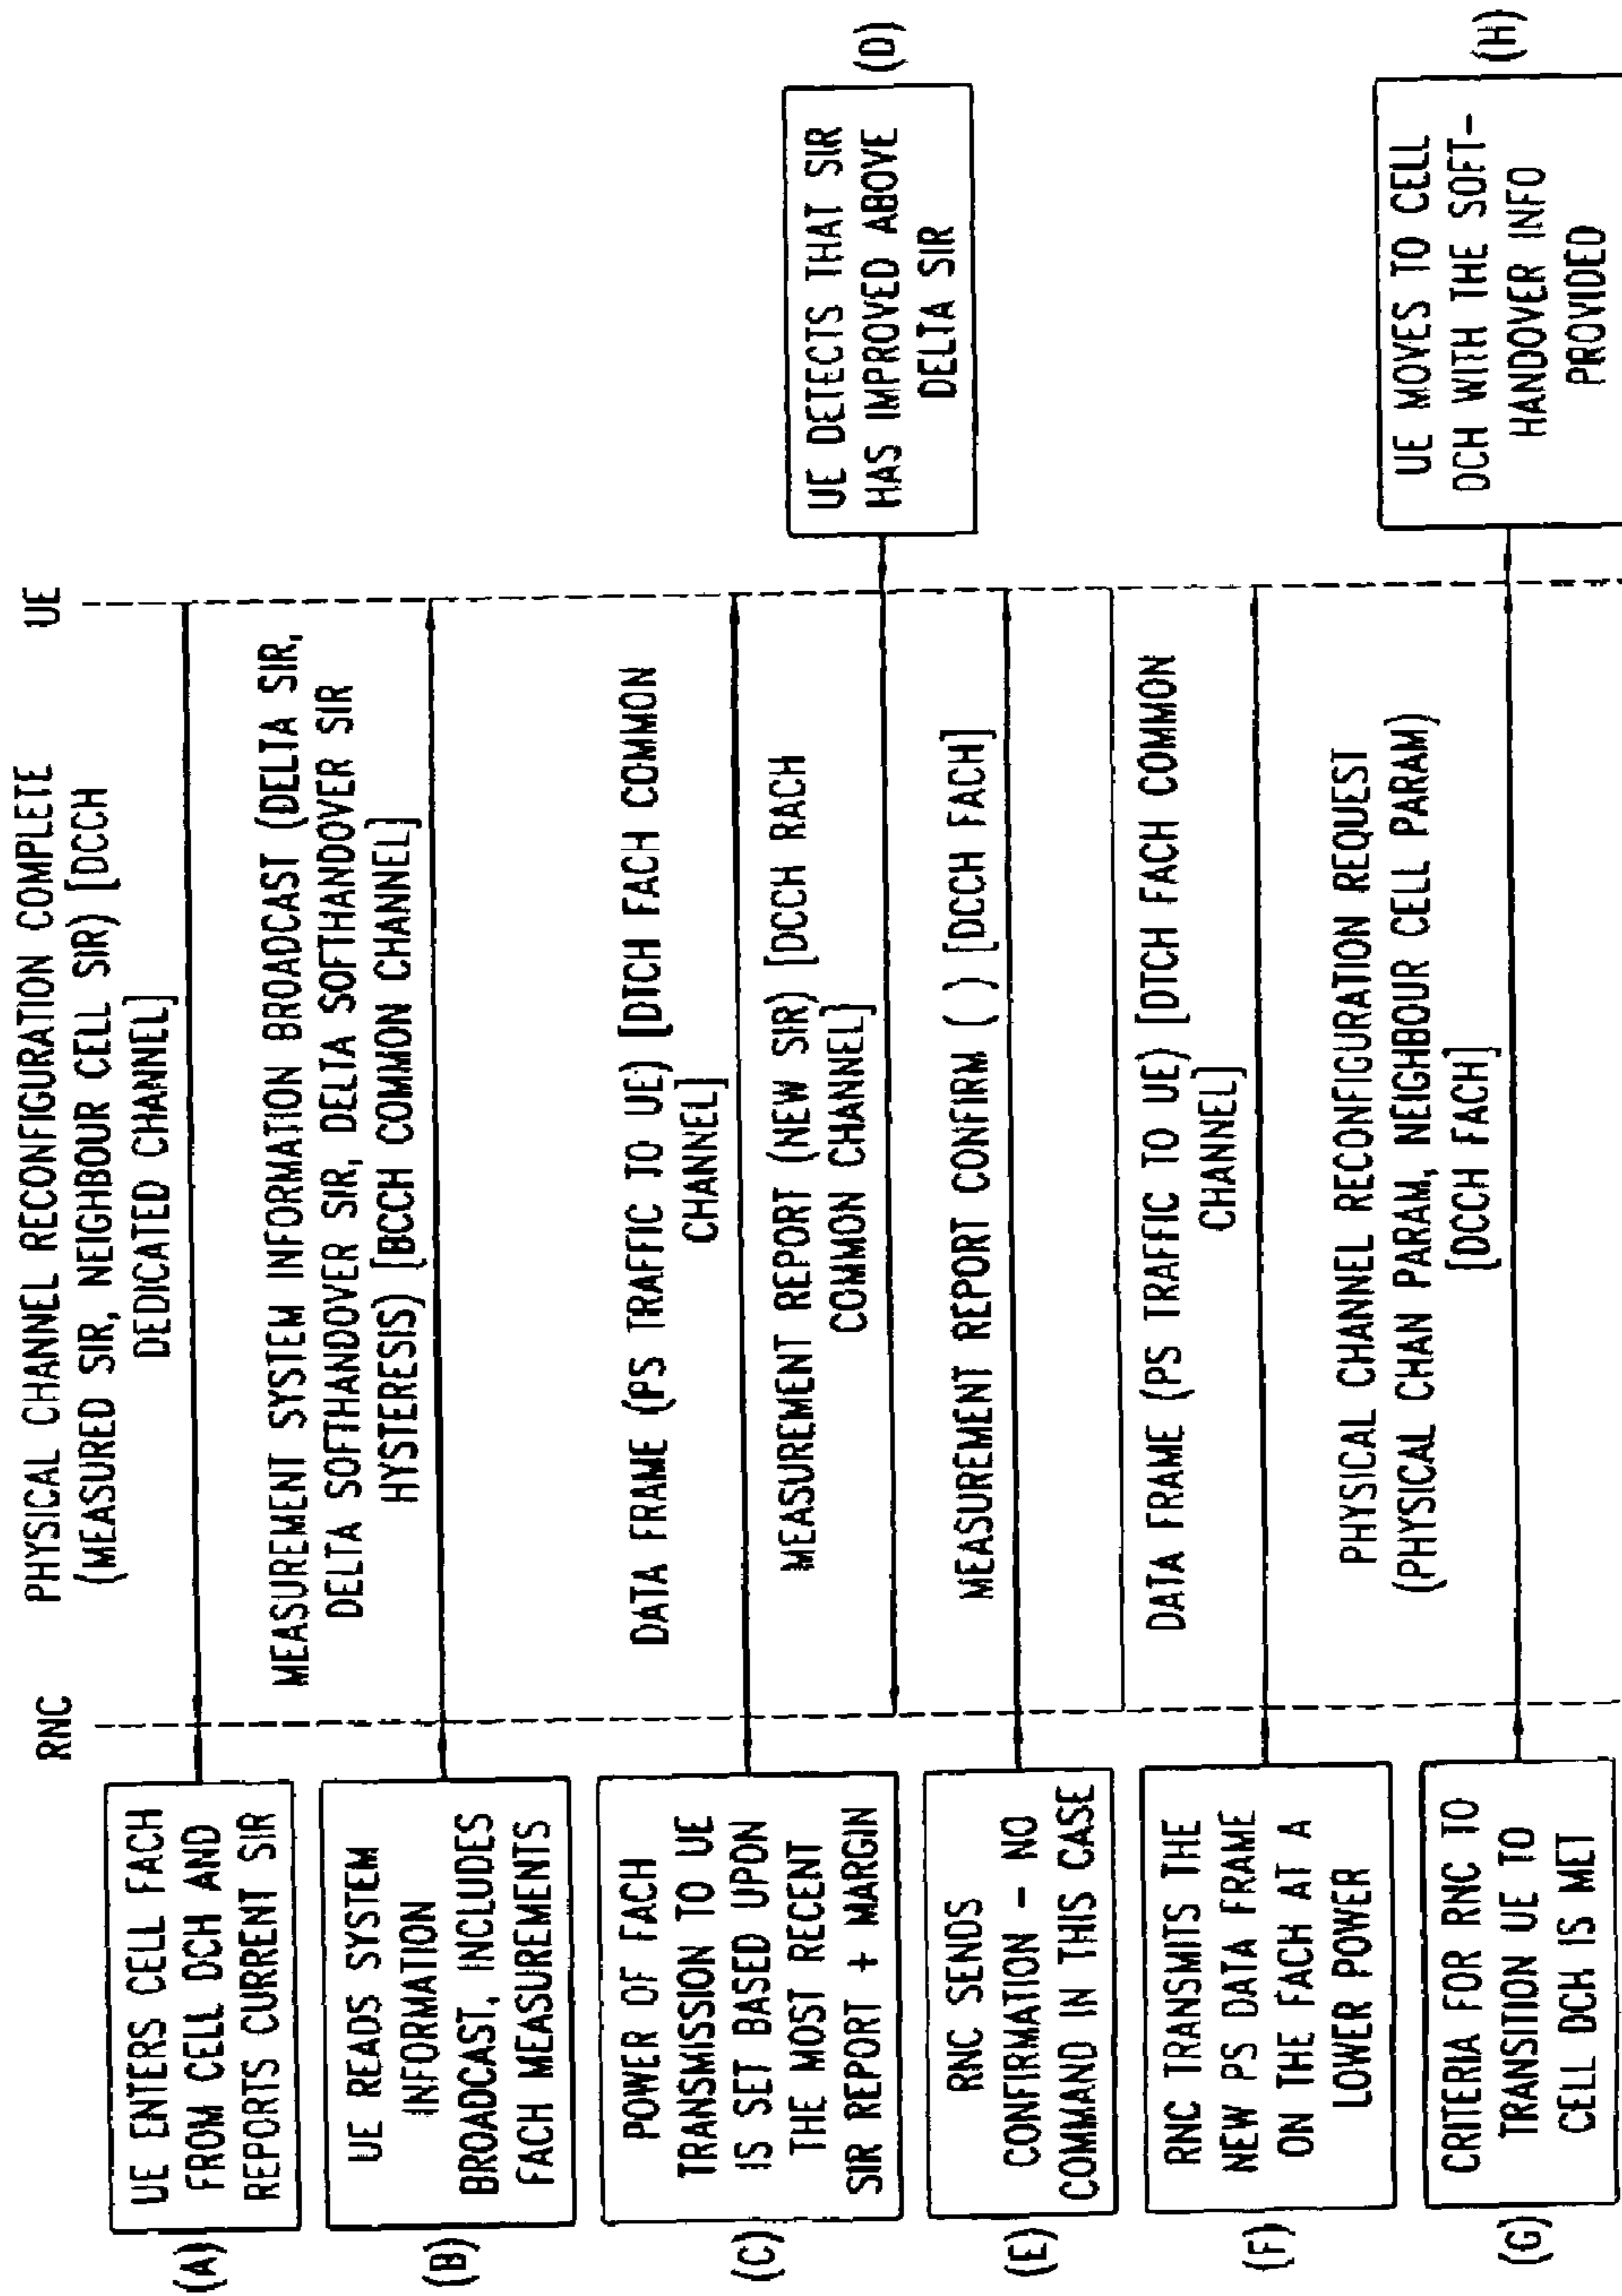 RNC
UE
(A)
UE ENTERS CELL FACH
FROM CELL DCH AND
REPORTS CURRENT SIR
PHYSICAL CHANNEL RECONFIGURATION COMPLETE
(MEASURED SIR, NEIGHBOUR CELL SIR) [DCCH
DEDICATED CHANNEL]
(B)
UE READS SYSTEM
INFORMATION
BROADCAST, INCLUDES
FACH MEASUREMENTS
MEASUREMENT SYSTEM INFORMATION BROADCAST (DELTA SIR,
DELTA SOFTHANDOVER SIR, DELTA SOFTHANDOVER SIR
HYSTERESIS) [BCCH COMMON CHANNEL]
(C)
POWER OF FACH
TRANSMISSION TO UE
IS SET BASED UPON
THE MOST RECENT
SIR REPORT + MARGIN
DATA FRAME (PS TRAFFIC TO UE) [DTCH FACH COMMON
CHANNEL]
MEASUREMENT REPORT (NEW SIR) [DCCH RACH
COMMON CHANNEL]
UE DETECTS THAT SIR
HAS IMPROVED ABOVE
DELTA SIR
(D)
(E)
RNC SENDS
CONFIRMATION - NO
COMMAND IN THIS CASE
MEASUREMENT REPORT CONFIRM ( ) [DCCH FACH]
(F)
RNC TRANSMITS THE
NEW PS DATA FRAME
ON THE FACH AT A
LOWER POWER
DATA FRAME (PS TRAFFIC TO UE) [DTCH FACH COMMON
CHANNEL]
(G)
CRITERIA FOR RNC TO
TRANSITION UE TO
CELL DCH IS MET
PHYSICAL CHANNEL RECONFIGURATION REQUEST
(PHYSICAL CHAN PARAM, NEIGHBOUR CELL PARAM)
[DCCH FACH]
UE MOVES TO CELL
DCH WITH THE SOFT-
HANDOVER INFO
PROVIDED
(H)